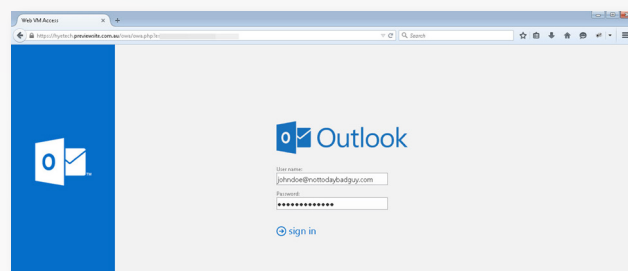 Web VM Access
https://hyxtech.previewits.com.au/owa/owa.php?
Search
O
Outlook
User name:
johndoe@nottodaybadguy.com
Password:
sign in